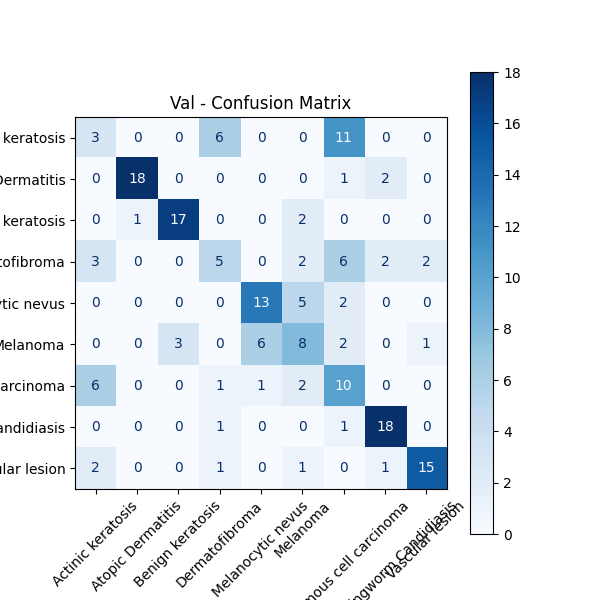 Val - Confusion Matrix
keratosis 3 0 0 6 0 0 11 0 0
Dermatitis 0 18 0 0 0 0 1 2 0
keratosis 0 1 17 0 0 2 0 0 0
tofibroma 3 0 0 5 0 2 6 2 2
ytic nevus 0 0 0 0 13 5 2 0 0
Melanoma 0 0 3 0 6 8 2 0 1
arcinoma 6 0 0 1 1 2 10 0 0
andidiasis 0 0 0 1 0 0 1 18 0
ular lesion 2 0 0 1 0 1 0 1 15
Actinic keratosis
Atopic Dermatitis
Benign keratosis
Dermatofibroma
Melanocytic nevus
Melanoma
mous cell carcinoma
ngworm Candidiasis
Vascular lesion
18
16
14
12
10
8
6
4
2
0